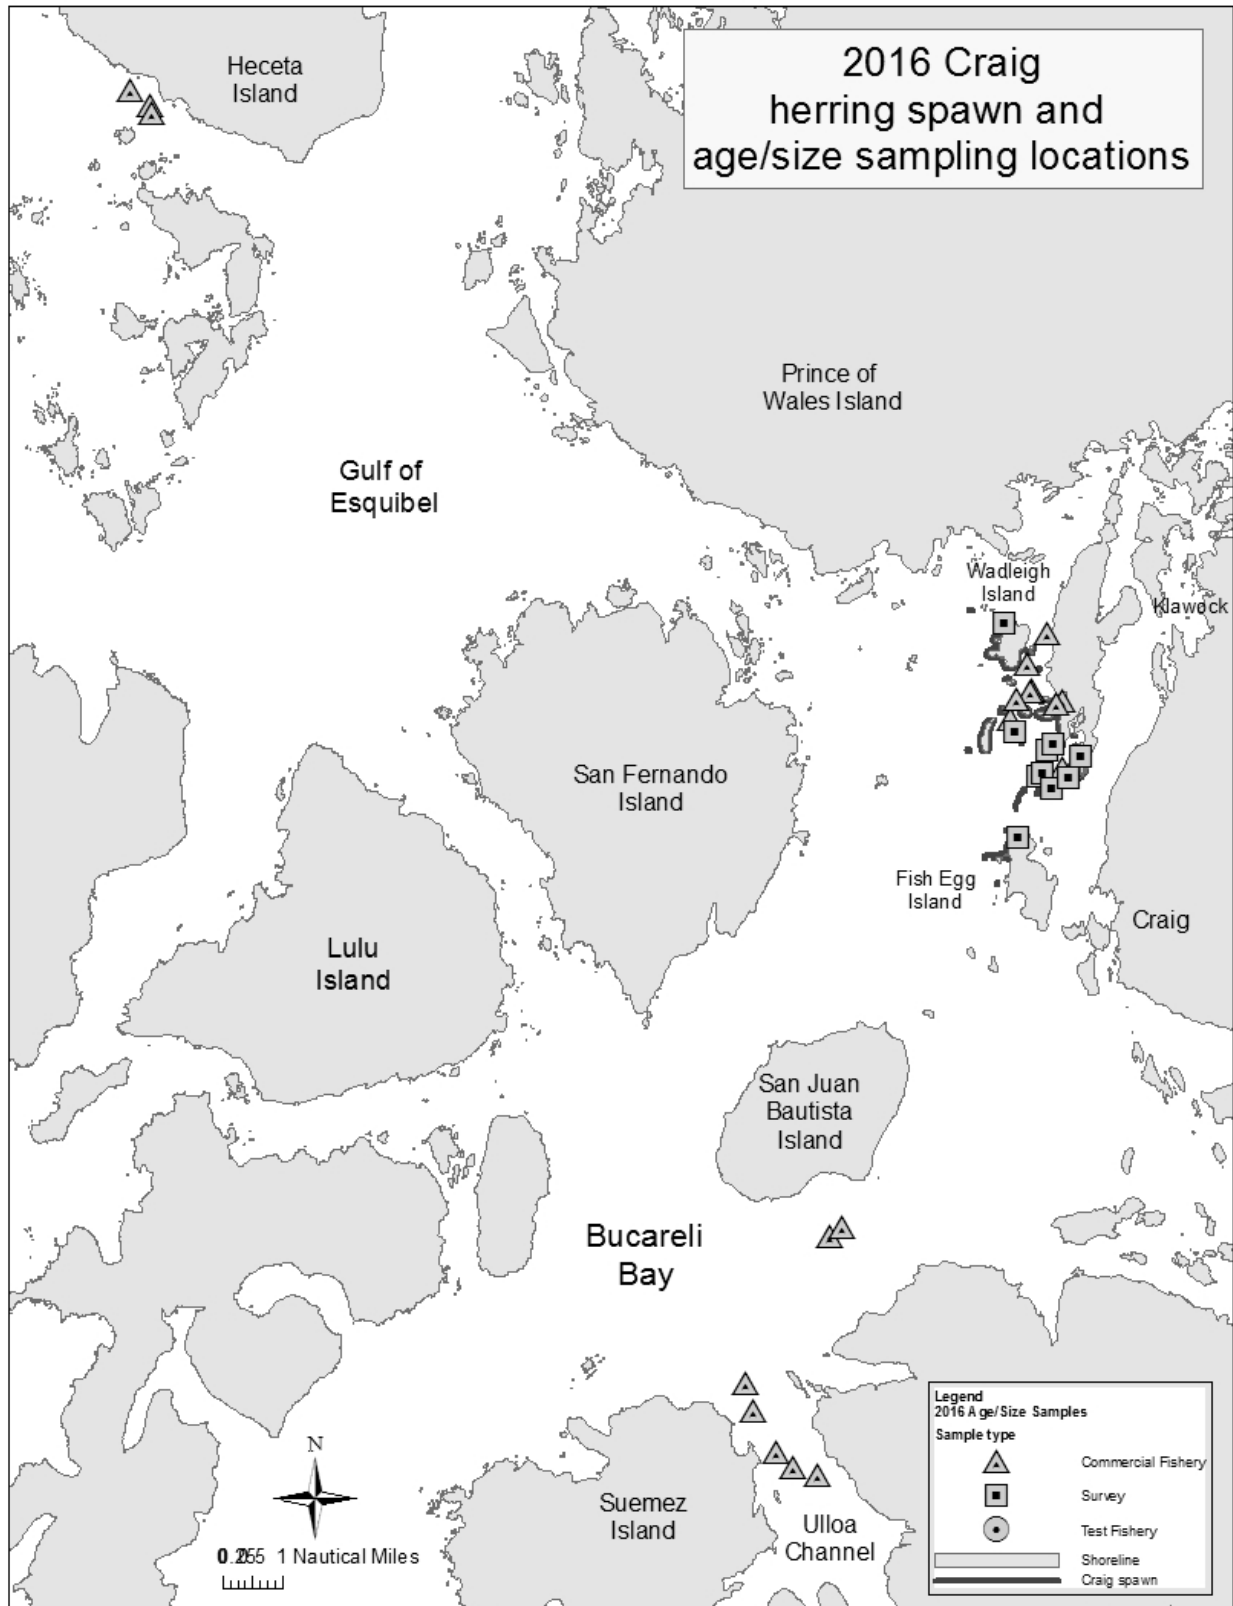 2016 Craig
herring spawn and
age/size sampling locations
Heceta
Island
Prince of
Wales Island
Gulf of
Esquibel
Wadleigh
Island
Klawock
San Fernando
Island
Fish Egg
Island
Craig
Lulu
Island
San Juan
Bautista
Island
Bucareli
Bay
Suemez
Island
Ulloa
Channel
N
1 Nautical Miles
Legend
2016 Age/Size Samples
Sample type
Commercial Fishery
Survey
Test Fishery
Shoreline
Craig spawn